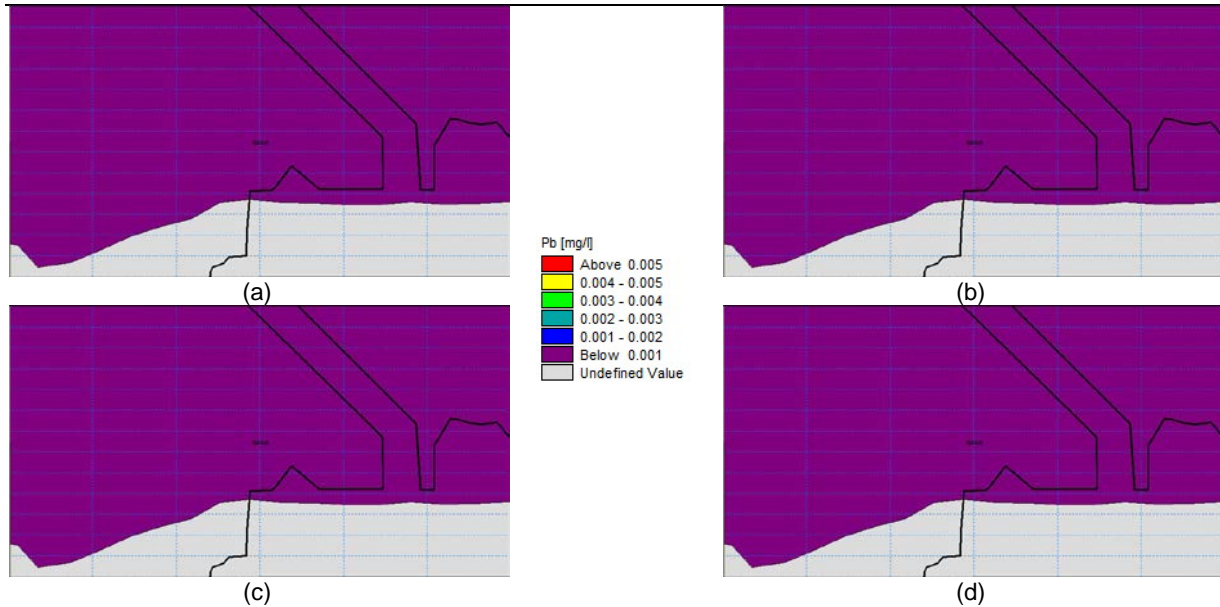 (a)
(b)
Pb [mg/l]
Above 0.005
0.004 - 0.005
0.003 - 0.004
0.002 - 0.003
0.001 - 0.002
Below 0.001
Undefined Value
(c)
(d)